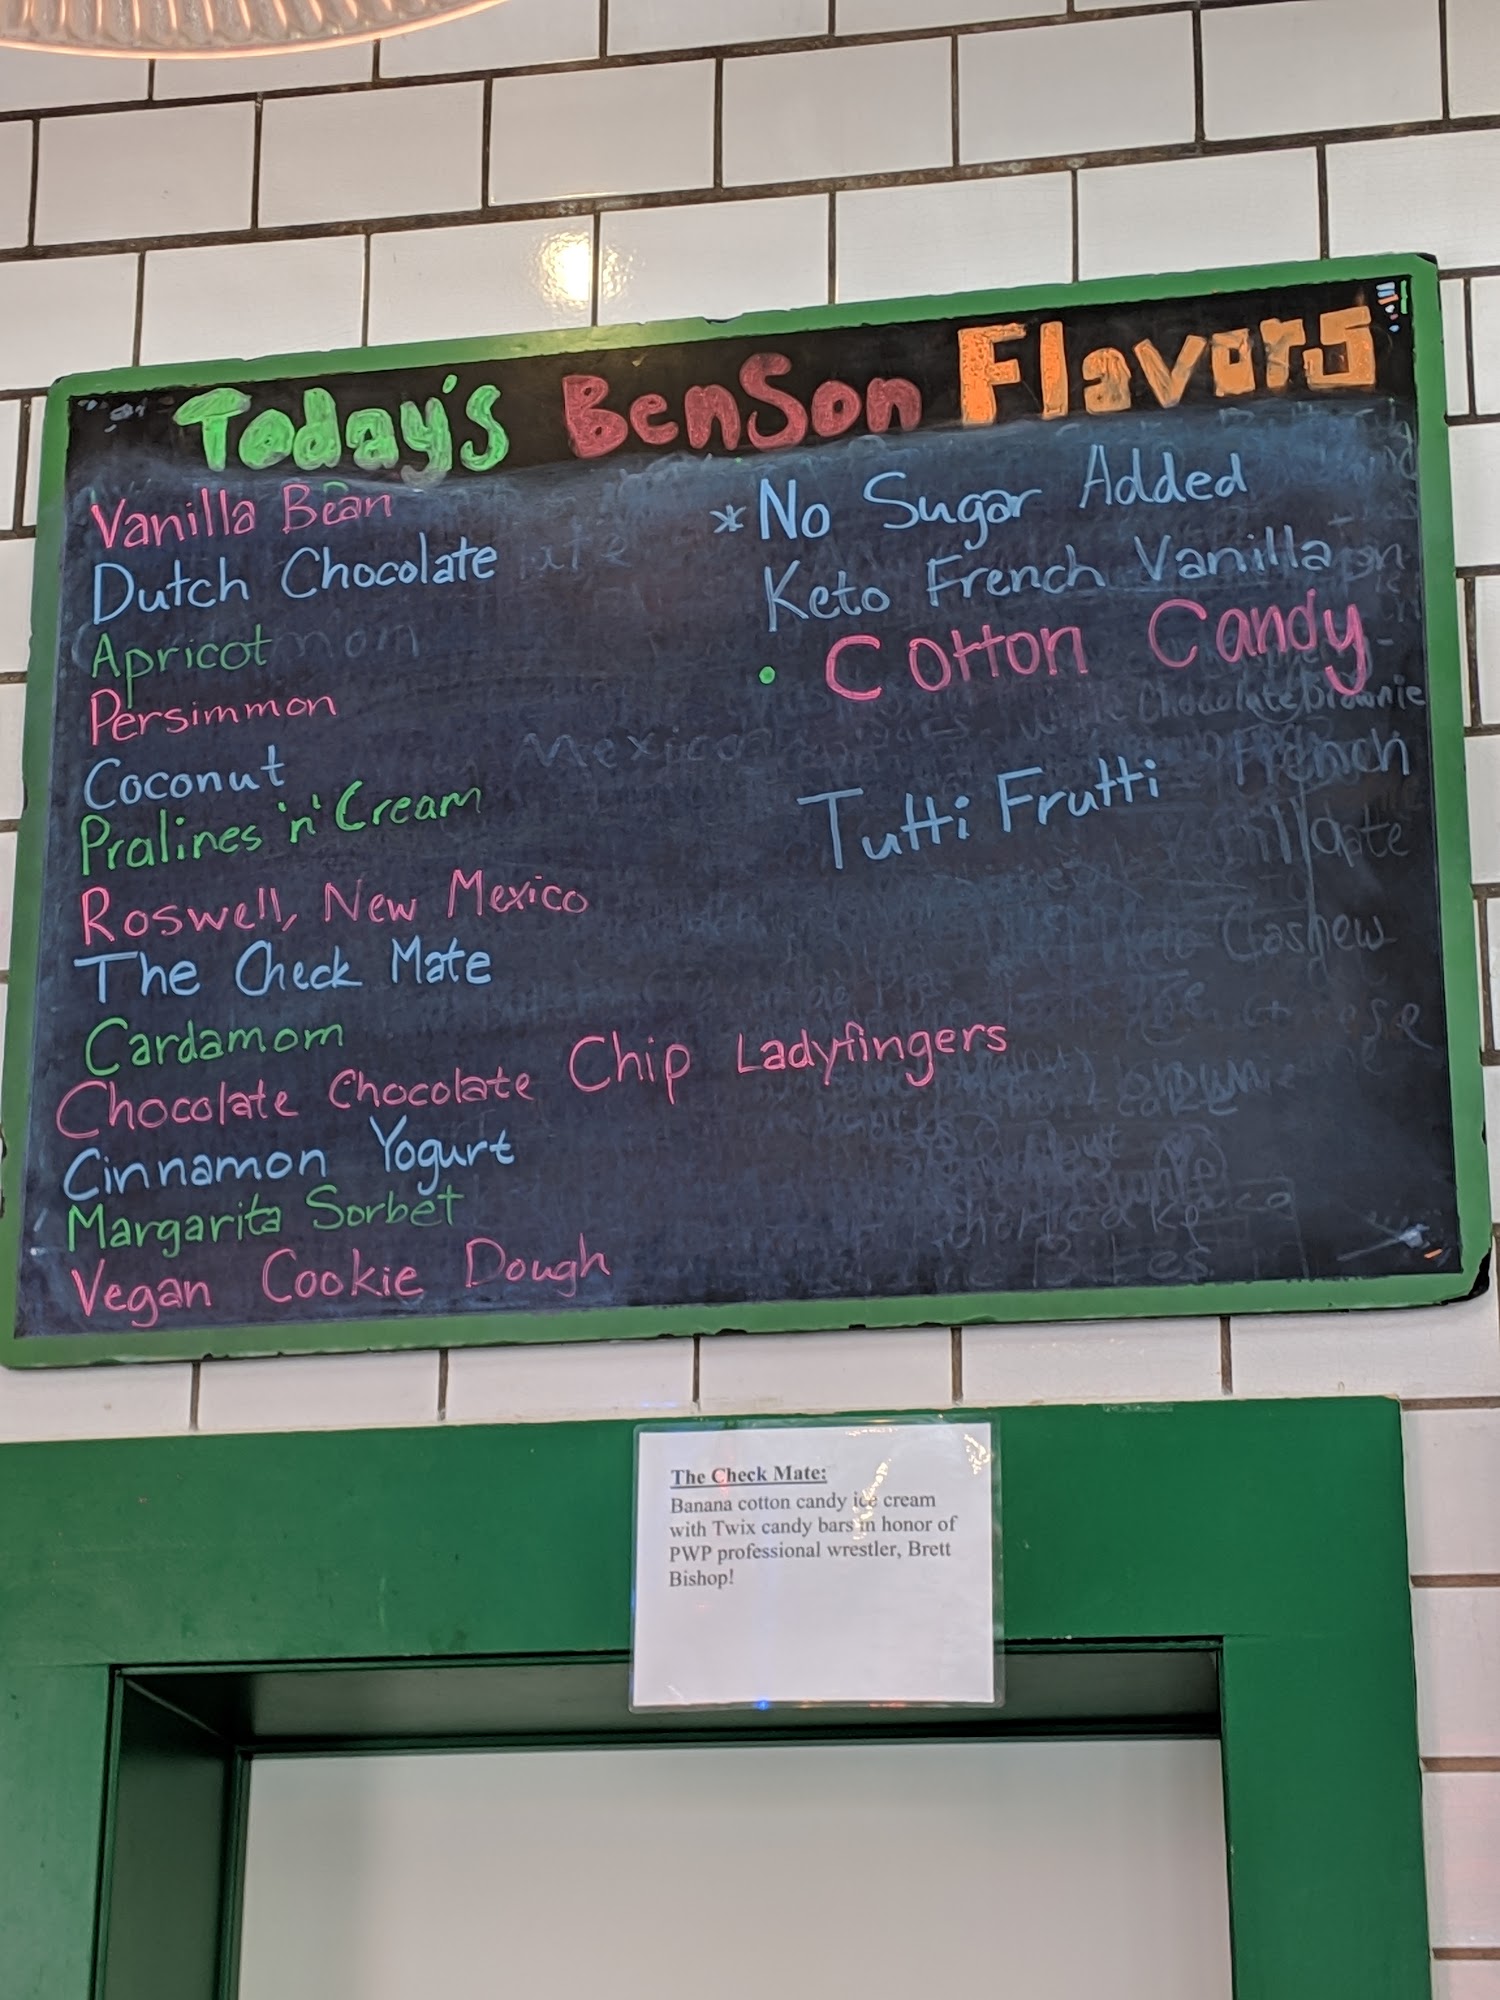 Today's BenSon Flavors
Vanilla Bean
Dutch Chocolate
Apricot
Persimmon
Coconut
Pralines 'n' Cream
Roswell, New Mexico
The Check Mate
Cardamom
Chocolate Chocolate Chip Ladyfingers
Cinnamon Yogurt
Margarita Sorbet
Vegan Cookie Dough
*No Sugar Added
Keto French Vanilla
• Cotton Candy
Tutti Frutti
The Check Mate:
Banana cotton candy ice cream
with Twix candy bars in honor of
PWP professional wrestler, Brett
Bishop!